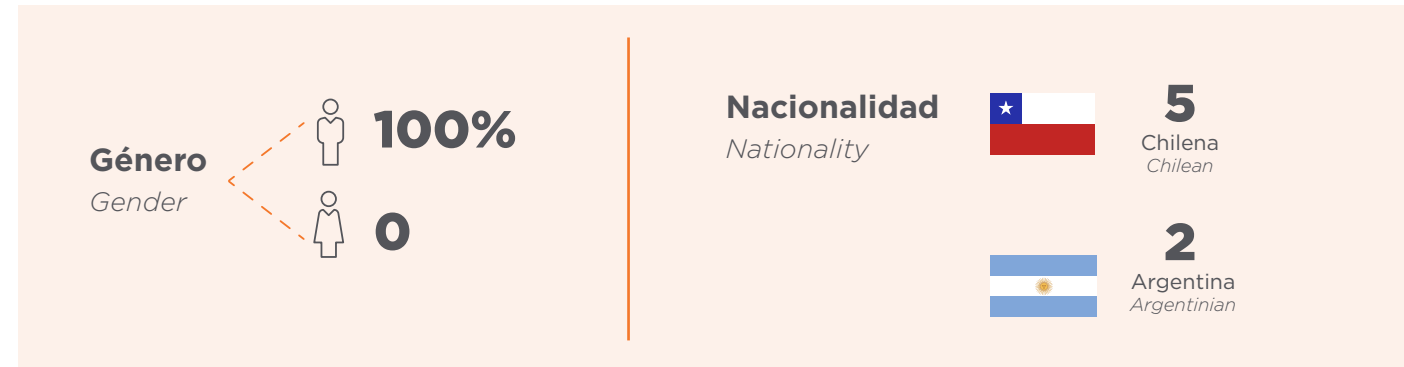 Género
Gender
100%
0
Nacionalidad
Nationality
5
Chilena
Chilean
2
Argentina
Argentinian